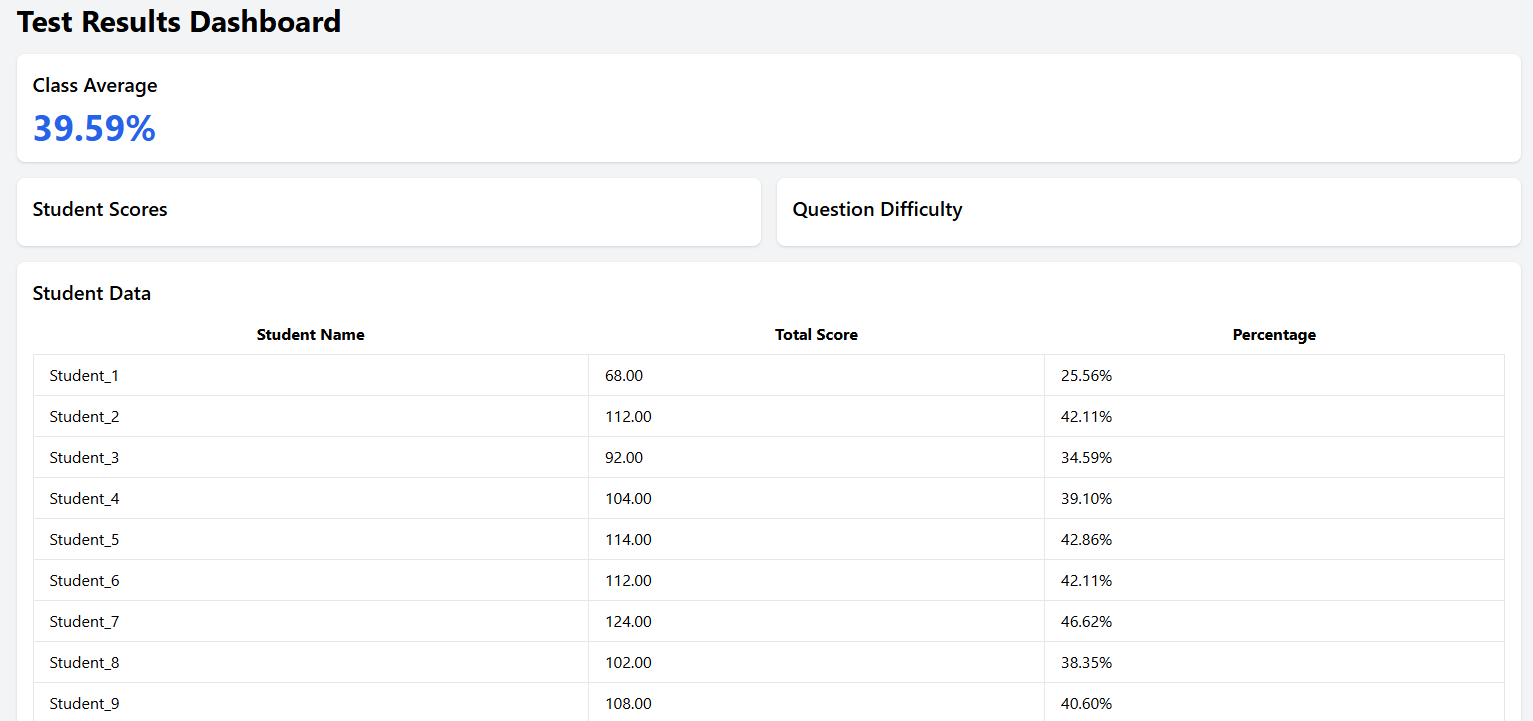 Test Results Dashboard
Class Average
39.59%
Student Scores Question Difficulty
Student Data
Student Name Total Score Percentage
Student_1 68.00 25.56%
Student_2 112.00 42.11%
Student_3 92.00 34.59%
Student_4 104.00 39.10%
Student_5 114.00 42.86%
Student_6 112.00 42.11%
Student_7 124.00 46.62%
Student_8 102.00 38.35%
Student_9 108.00 40.60%